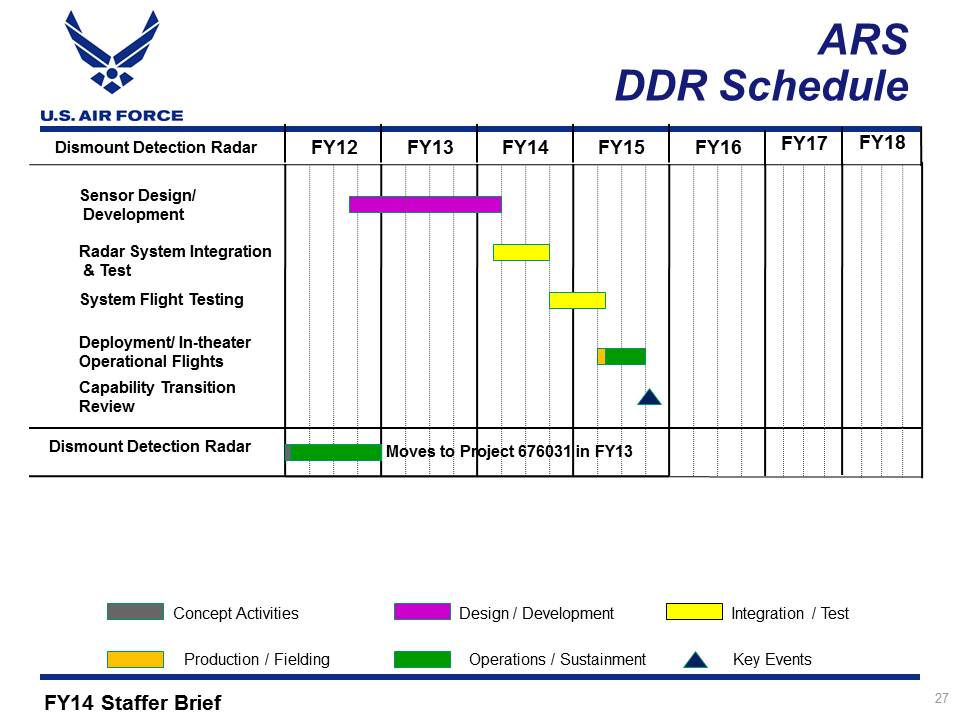 ARS
DDR Schedule
U.S. AIR FORCE
Dismount Detection Radar FY12 FY13 FY14 FY15 FY16 FY17 FY18
Sensor Design/
Development
Radar System Integration
& Test
System Flight Testing
Deployment/ In-theater
Operational Flights
Capability Transition
Review
Dismount Detection Radar Moves to Project 676031 in FY13
Concept Activities Design / Development Integration / Test
Production / Fielding Operations / Sustainment Key Events
FY14 Staffer Brief 27